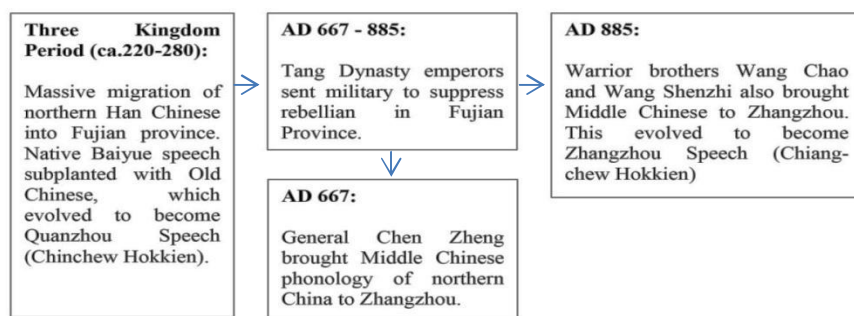 Three Kingdom
Period (ca.220-280):
Massive migration of
northern Han Chinese
into Fujian province.
Native Baiyue speech
subplanted with Old
Chinese, which
evolved to become
Quanzhou Speech
(Chinchew Hokkien).
AD 667 - 885:
Tang Dynasty emperors
sent military to suppress
rebellian in Fujian
Province.
AD 667:
General Chen Zheng
brought Middle Chinese
phonology of northern
China to Zhangzhou.
AD 885:
Warrior brothers Wang Chao
and Wang Shenzhi also brought
Middle Chinese to Zhangzhou.
This evolved to become
Zhangzhou Speech (Chiang-
chew Hokkien)